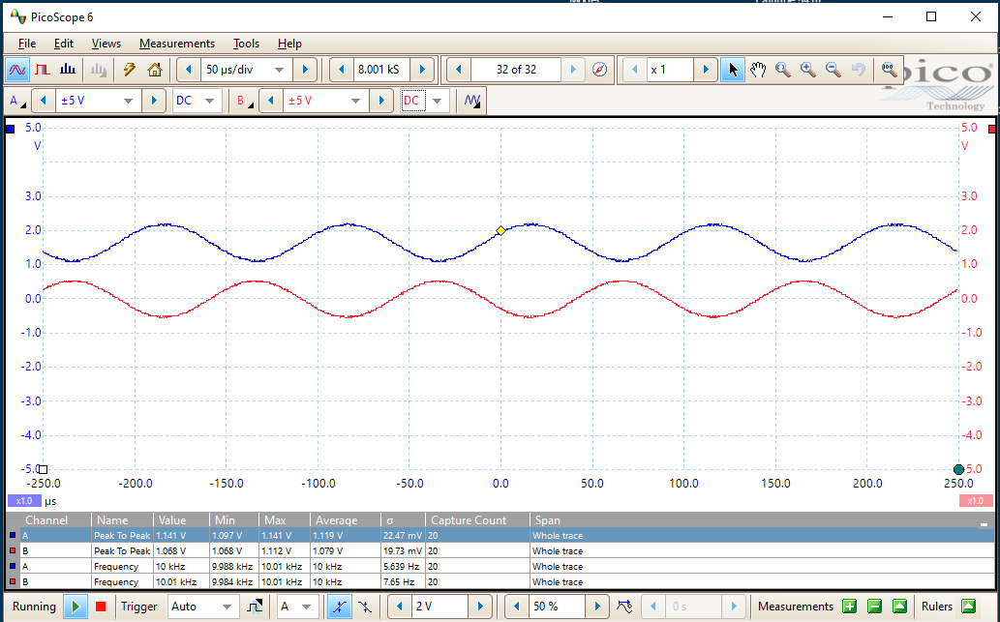 PicoScope 6
File Edit Views Measurements Tools Help
50 µs/div 8.001 kS 32 of 32 x 1
pico
Technology
A ±5 V DC B ±5 V DC
5.0 5.0
V V
3.0 3.0
2.0 2.0
1.0 1.0
0.0 0.0
-1.0 -1.0
-2.0 -2.0
-3.0 -3.0
-4.0 -4.0
-5.0 -5.0
-250.0 -200.0 -150.0 -100.0 -50.0 0.0 50.0 100.0 150.0 200.0 250.0
x1.0 µs x1.0
Channel Name Value Min Max Average σ Capture Count Span
A Peak To Peak 1.141 V 1.097 V 1.141 V 1.119 V 22.47 mV 20 Whole trace
B Peak To Peak 1.068 V 1.068 V 1.112 V 1.079 V 19.73 mV 20 Whole trace
A Frequency 10 kHz 9.988 kHz 10.01 kHz 10 kHz 5.639 Hz 20 Whole trace
B Frequency 10.01 kHz 9.984 kHz 10.01 kHz 10 kHz 7.65 Hz 20 Whole trace
Running Trigger Auto A 2 V 50 % 0 s Measurements Rulers